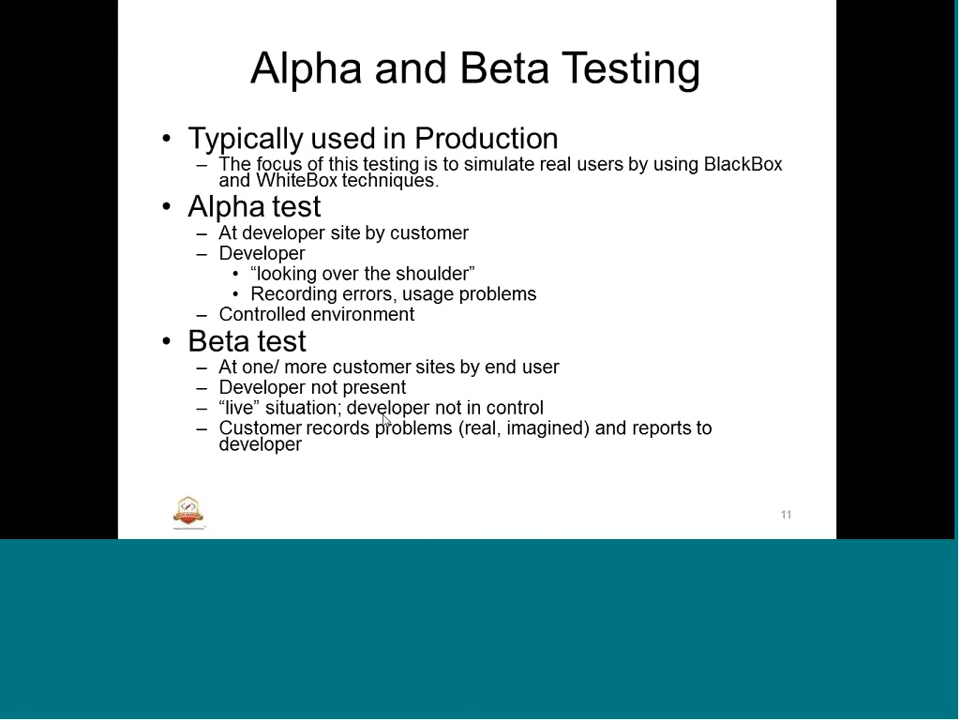 Alpha and Beta Testing
• Typically used in Production
– The focus of this testing is to simulate real users by using BlackBox
and WhiteBox techniques.
• Alpha test
– At developer site by customer
– Developer
• “looking over the shoulder”
• Recording errors, usage problems
– Controlled environment
• Beta test
– At one/ more customer sites by end user
– Developer not present
– “live” situation; developer not in control
– Customer records problems (real, imagined) and reports to
developer
11